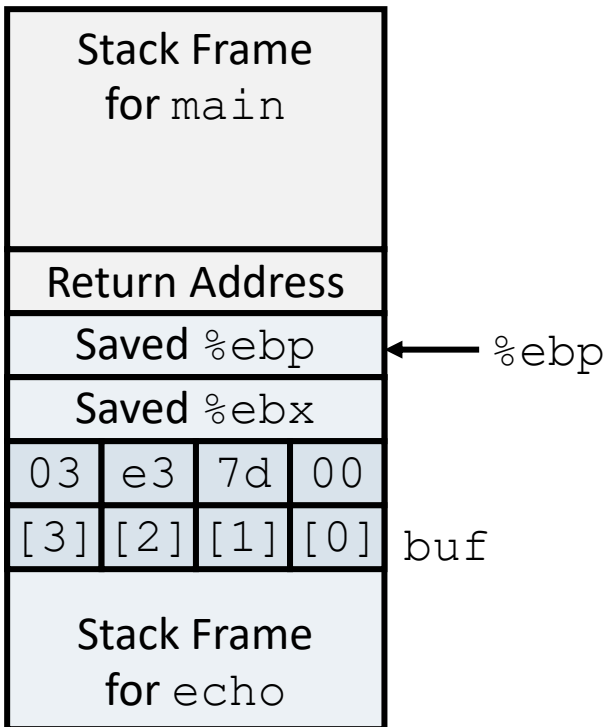 Stack Frame
for main
Return Address
Saved %ebp
%ebp
Saved %ebx
03 e3 7d 00
[3] [2] [1] [0] buf
Stack Frame
for echo